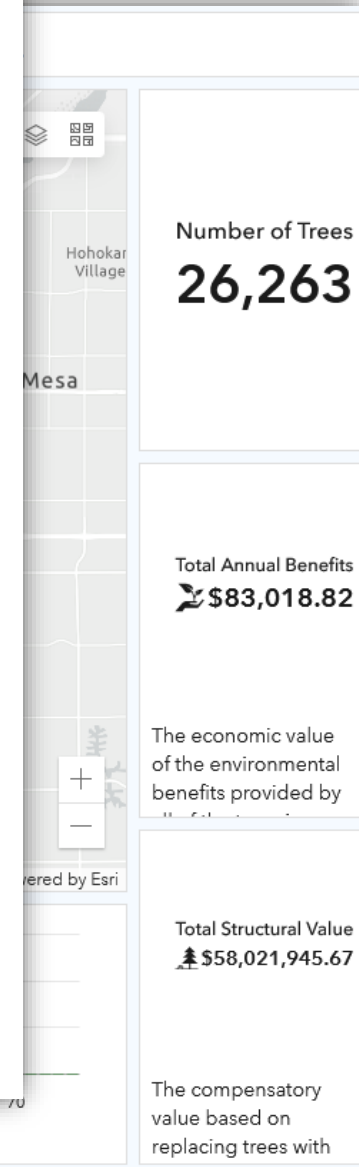 Hohokar
Village
Mesa
ered by Esri
70
Number of Trees
26,263
Total Annual Benefits
$83,018.82
The economic value
of the environmental
benefits provided by
Total Structural Value
$58,021,945.67
The compensatory
value based on
replacing trees with